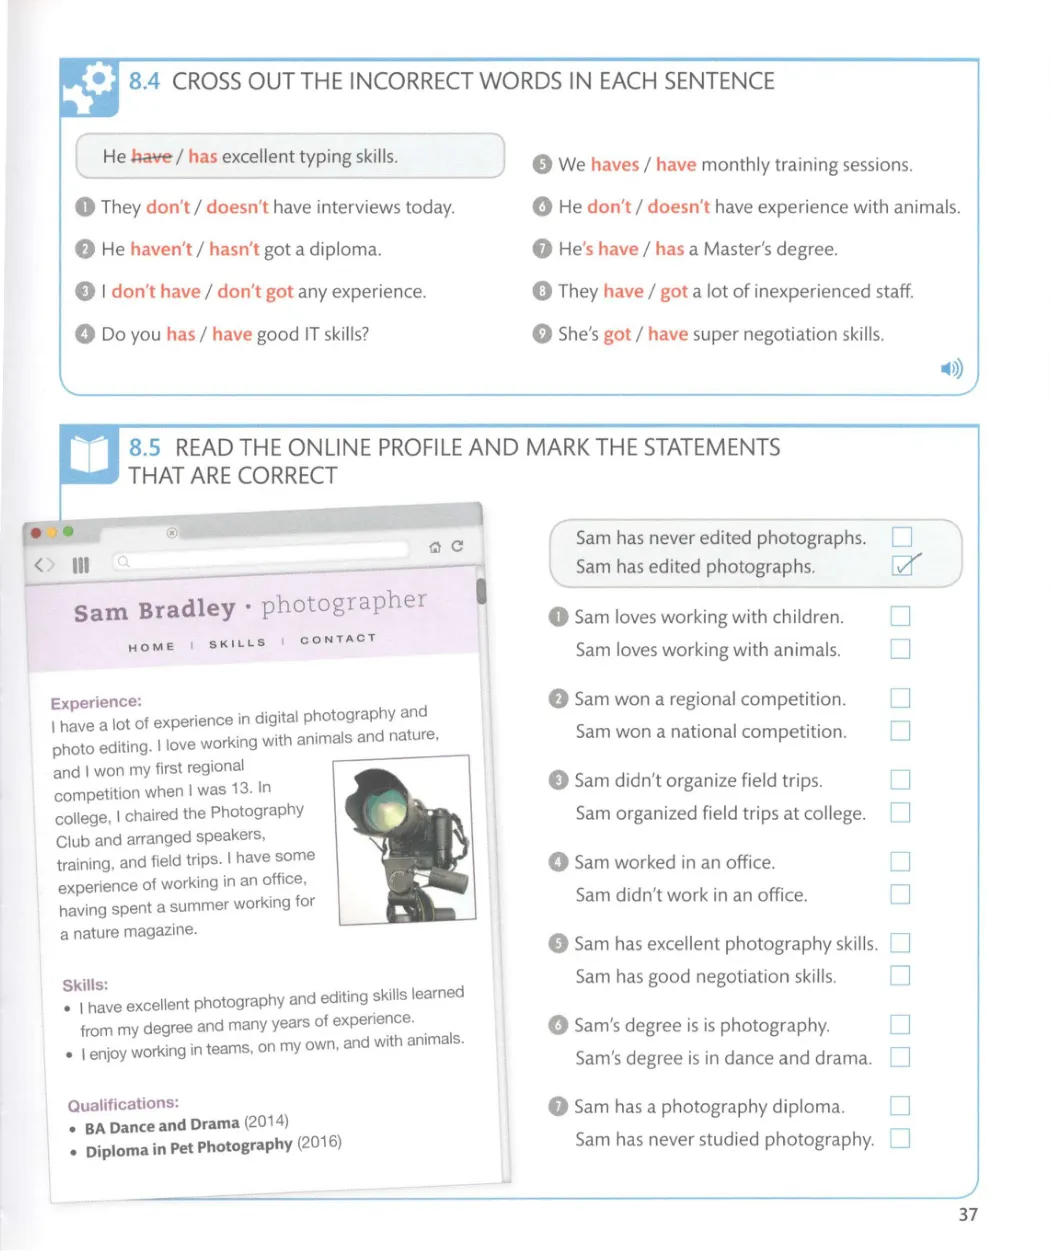 8.4 CROSS OUT THE INCORRECT WORDS IN EACH SENTENCE
He have / has excellent typing skills.
1 They don't / doesn't have interviews today.
2 He haven't / hasn't got a diploma.
3 I don't have / don't got any experience.
4 Do you has / have good IT skills?
5 We haves / have monthly training sessions.
6 He don't / doesn't have experience with animals.
7 He's have / has a Master's degree.
8 They have / got a lot of inexperienced staff.
9 She's got / have super negotiation skills.
8.5 READ THE ONLINE PROFILE AND MARK THE STATEMENTS
THAT ARE CORRECT
Sam Bradley • photographer
HOME | SKILLS | CONTACT
Experience:
I have a lot of experience in digital photography and
photo editing. I love working with animals and nature,
and I won my first regional
competition when I was 13. In
college, I chaired the Photography
Club and arranged speakers,
training, and field trips. I have some
experience of working in an office,
having spent a summer working for
a nature magazine.
Skills:
• I have excellent photography and editing skills learned
from my degree and many years of experience.
• I enjoy working in teams, on my own, and with animals.
Qualifications:
• BA Dance and Drama (2014)
• Diploma in Pet Photography (2016)
Sam has never edited photographs.
Sam has edited photographs.
1 Sam loves working with children.
Sam loves working with animals.
2 Sam won a regional competition.
Sam won a national competition.
3 Sam didn't organize field trips.
Sam organized field trips at college.
4 Sam worked in an office.
Sam didn't work in an office.
5 Sam has excellent photography skills.
Sam has good negotiation skills.
6 Sam's degree is is photography.
Sam's degree is in dance and drama.
7 Sam has a photography diploma.
Sam has never studied photography.
37